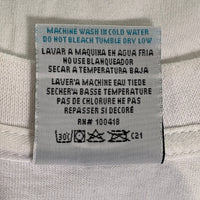 MACHINE WASH IN COLD WATER
DO NOT BLEACH TUMBLE DRY LOW
LAVAR A MAQUINA EN AGUA FRIA
NO USE BLANQUEADOR
SECAR A TEMPERATURA BAJA
LAVER'A MACHINE EAU TIEDE
SECHER'A BASSE TEMPERATURE
PAS DE CHLORURE NE PAS
REPASSER
RN# 100418
30°
C21